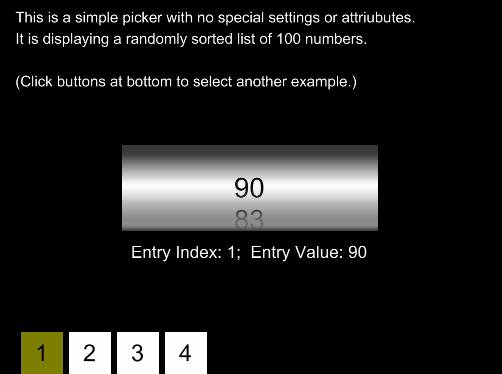 This is a simple picker with no special settings or attriubutes.
It is displaying a randomly sorted list of 100 numbers.
(Click buttons at bottom to select another example.)
90
83
Entry Index: 1;  Entry Value: 90
1 2 3 4